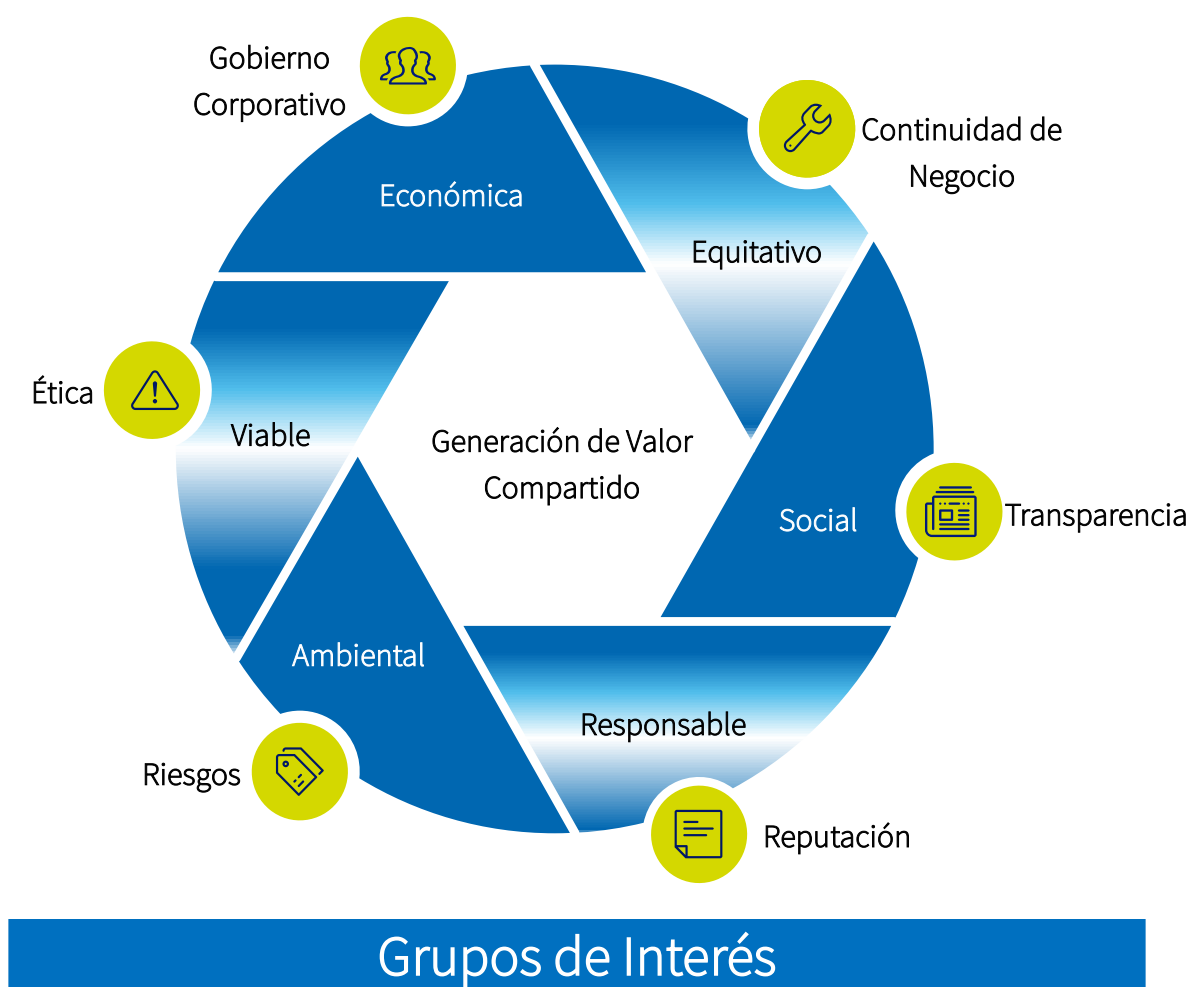 Gobierno
Corporativo
Continuidad de
Negocio
Económica
Equitativo
Ética
Viable
Generación de Valor
Compartido
Social
Transparencia
Ambiental
Responsable
Riesgos
Reputación
Grupos de Interés